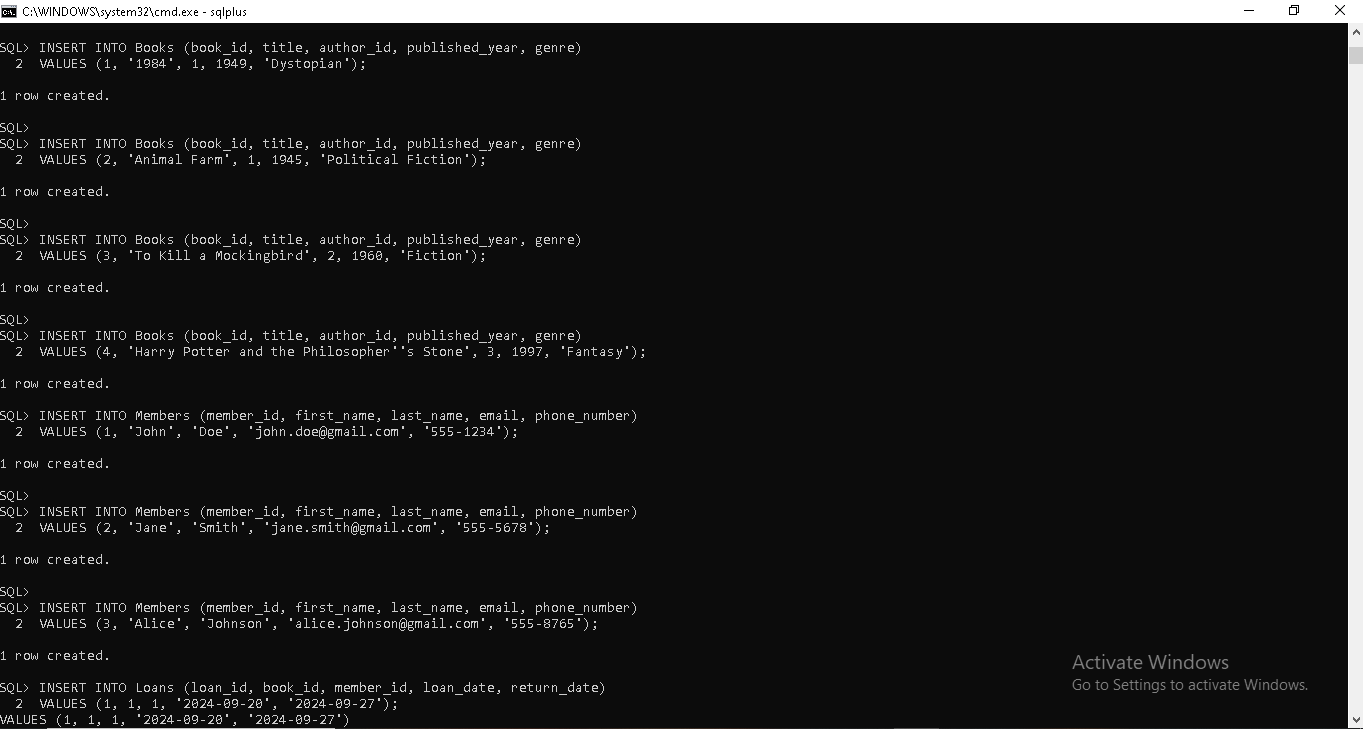 C:\WINDOWS\system32\cmd.exe - sqlplus
SQL> INSERT INTO Books (book_id, title, author_id, published_year, genre)
  2  VALUES (1, '1984', 1, 1949, 'Dystopian');
1 row created.
SQL>
SQL> INSERT INTO Books (book_id, title, author_id, published_year, genre)
  2  VALUES (2, 'Animal Farm', 1, 1945, 'Political Fiction');
1 row created.
SQL>
SQL> INSERT INTO Books (book_id, title, author_id, published_year, genre)
  2  VALUES (3, 'To Kill a Mockingbird', 2, 1960, 'Fiction');
1 row created.
SQL>
SQL> INSERT INTO Books (book_id, title, author_id, published_year, genre)
  2  VALUES (4, 'Harry Potter and the Philosopher''s Stone', 3, 1997, 'Fantasy');
1 row created.
SQL> INSERT INTO Members (member_id, first_name, last_name, email, phone_number)
  2  VALUES (1, 'John', 'Doe', 'john.doe@gmail.com', '555-1234');
1 row created.
SQL>
SQL> INSERT INTO Members (member_id, first_name, last_name, email, phone_number)
  2  VALUES (2, 'Jane', 'Smith', 'jane.smith@gmail.com', '555-5678');
1 row created.
SQL>
SQL> INSERT INTO Members (member_id, first_name, last_name, email, phone_number)
  2  VALUES (3, 'Alice', 'Johnson', 'alice.johnson@gmail.com', '555-8765');
1 row created.
SQL> INSERT INTO Loans (loan_id, book_id, member_id, loan_date, return_date)
  2  VALUES (1, 1, 1, '2024-09-20', '2024-09-27');
VALUES (1, 1, 1, '2024-09-20', '2024-09-27')
Activate Windows
Go to Settings to activate Windows.